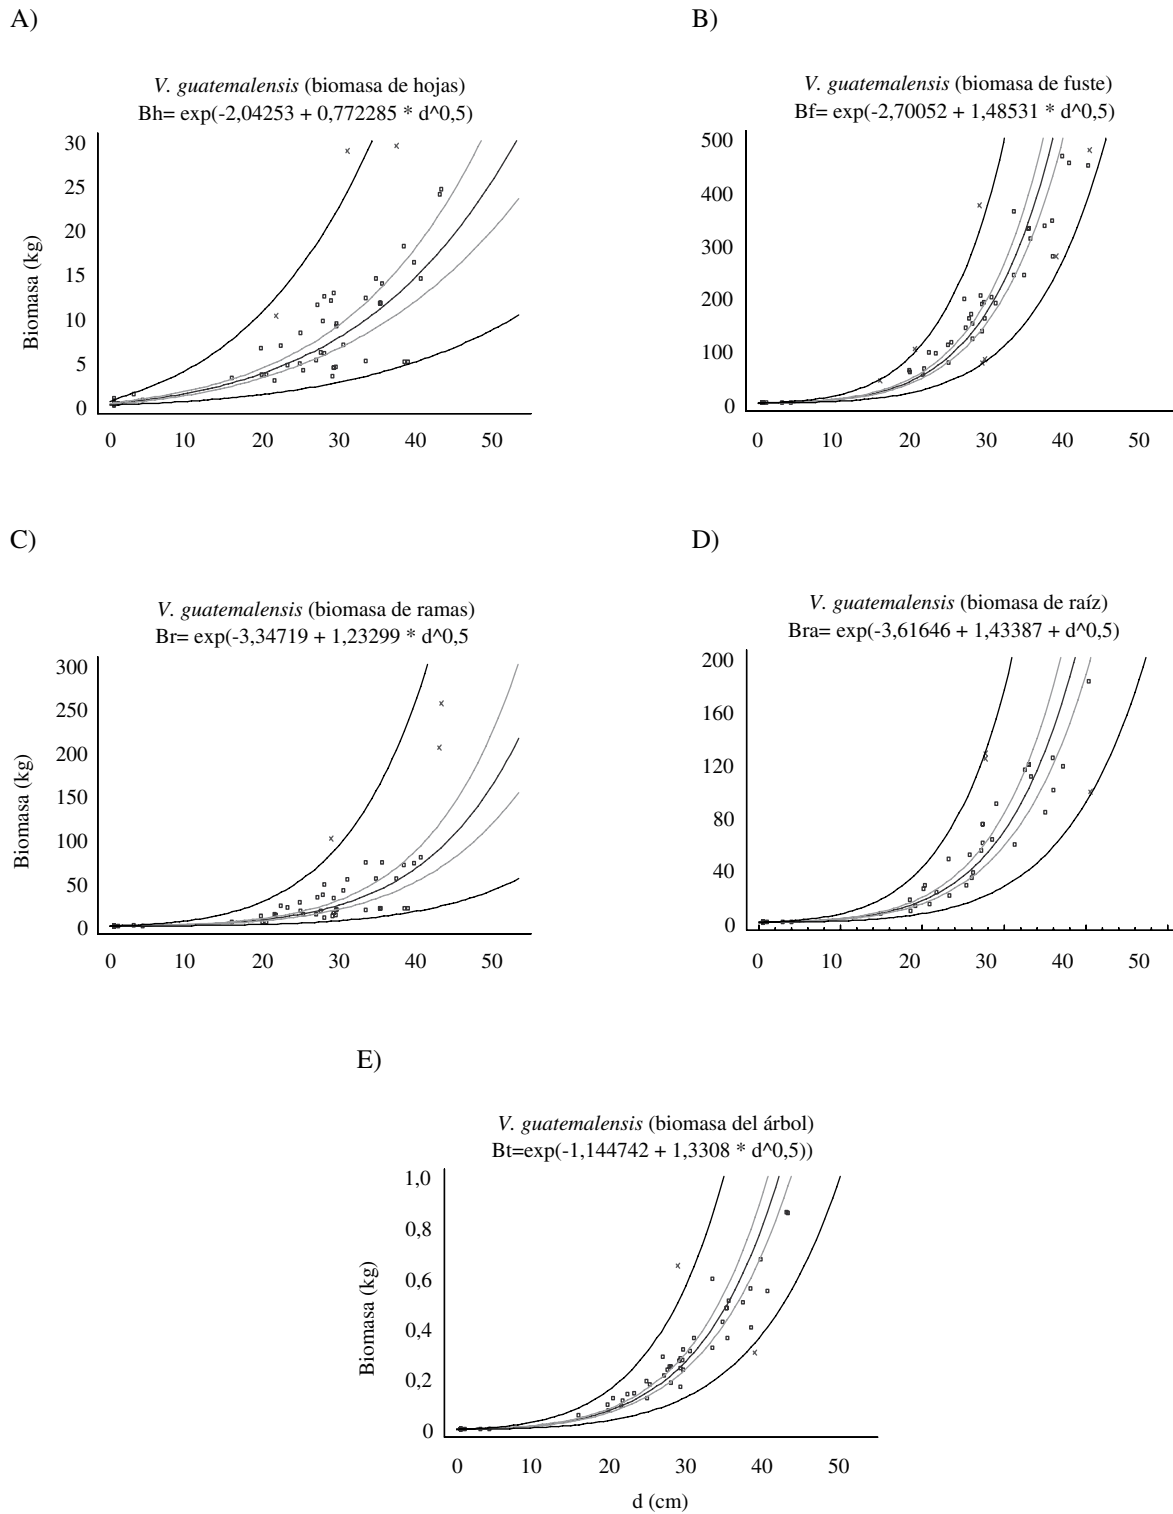 A)
V. guatemalensis (biomasa de hojas)
Bh= exp(-2,04253 + 0,772285 * d^0,5)
Biomasa (kg)
30
25
20
15
10
5
0
0 10 20 30 40 50
B)
V. guatemalensis (biomasa de fuste)
Bf= exp(-2,70052 + 1,48531 * d^0,5)
500
400
300
200
100
0
0 10 20 30 40 50
C)
V. guatemalensis (biomasa de ramas)
Br= exp(-3,34719 + 1,23299 * d^0,5
Biomasa (kg)
300
250
200
150
100
50
0
0 10 20 30 40 50
D)
V. guatemalensis (biomasa de raíz)
Bra= exp(-3,61646 + 1,43387 + d^0,5)
200
160
120
80
40
0
0 10 20 30 40 50
E)
V. guatemalensis (biomasa del árbol)
Bt=exp(-1,144742 + 1,3308 * d^0,5))
Biomasa (kg)
1,0
0,8
0,6
0,4
0,2
0
0 10 20 30 40 50
d (cm)